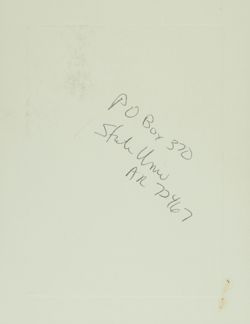 PO Box 370
State Univ
AR 72467